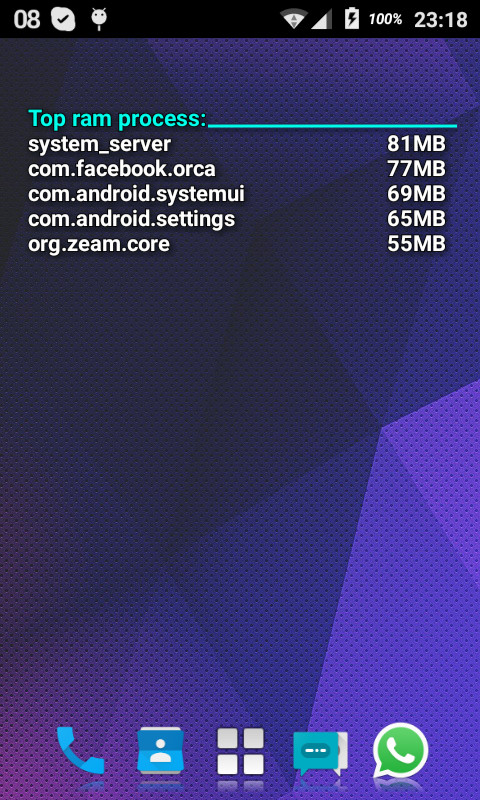 08 100% 23:18
Top ram process:
system_server 81MB
com.facebook.orca 77MB
com.android.systemui 69MB
com.android.settings 65MB
org.zeam.core 55MB